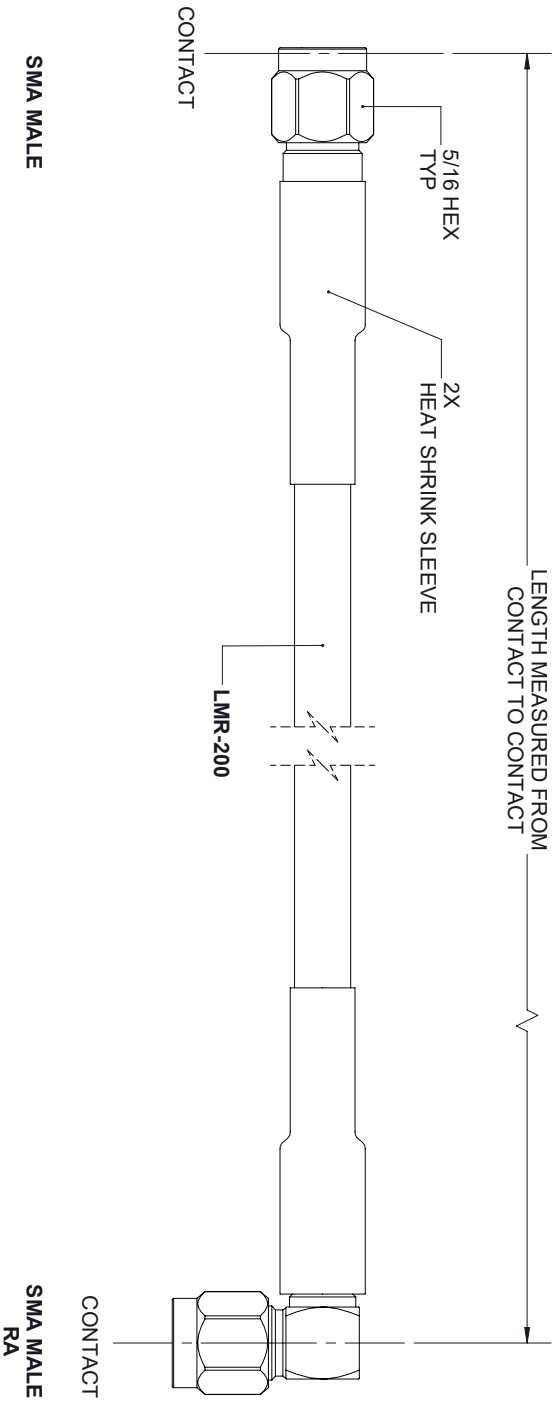 LENGTH MEASURED FROM
CONTACT TO CONTACT
5/16 HEX
TYP
2X
HEAT SHRINK SLEEVE
LMR-200
CONTACT
CONTACT
SMA MALE
SMA MALE
RA